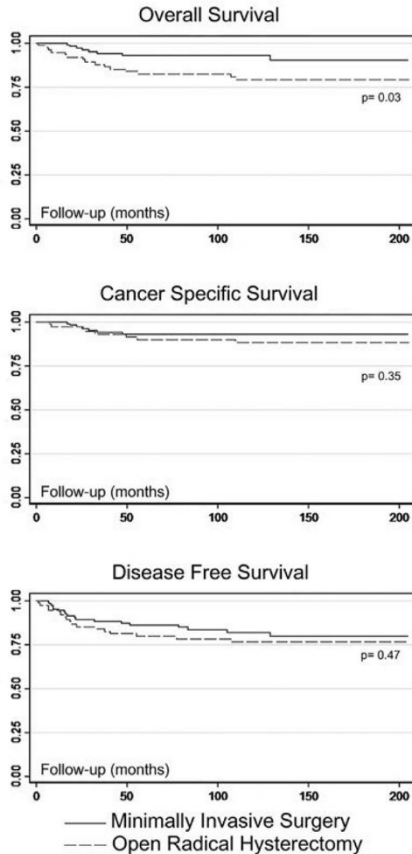 Overall Survival
1.00
0.75
0.50
0.25
0.00
p= 0.03
Follow-up (months)
0 50 100 150 200
Cancer Specific Survival
1.00
0.75
0.50
0.25
0.00
p= 0.35
Follow-up (months)
0 50 100 150 200
Disease Free Survival
1.00
0.75
0.50
0.25
0.00
p= 0.47
Follow-up (months)
0 50 100 150 200
Minimally Invasive Surgery
Open Radical Hysterectomy